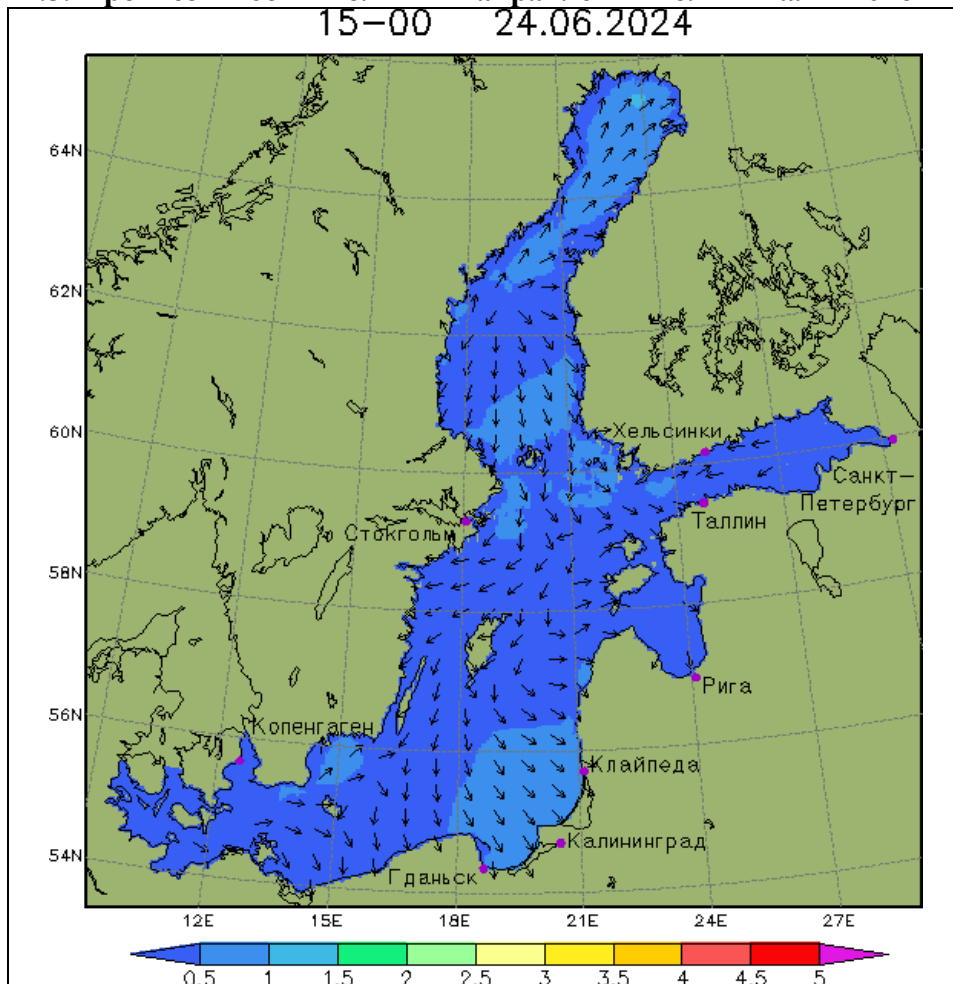 15-00 24.06.2024
64N
62N
60N
58N
56N
54N
Хельсинки
Санкт-
Петербург
Таллин
Стокгольм
Рига
Копенгаген
Клайпеда
Калининград
Гданьск
12E 15E 18E 21E 24E 27E
0.5 1 1.5 2 2.5 3 3.5 4 4.5 5